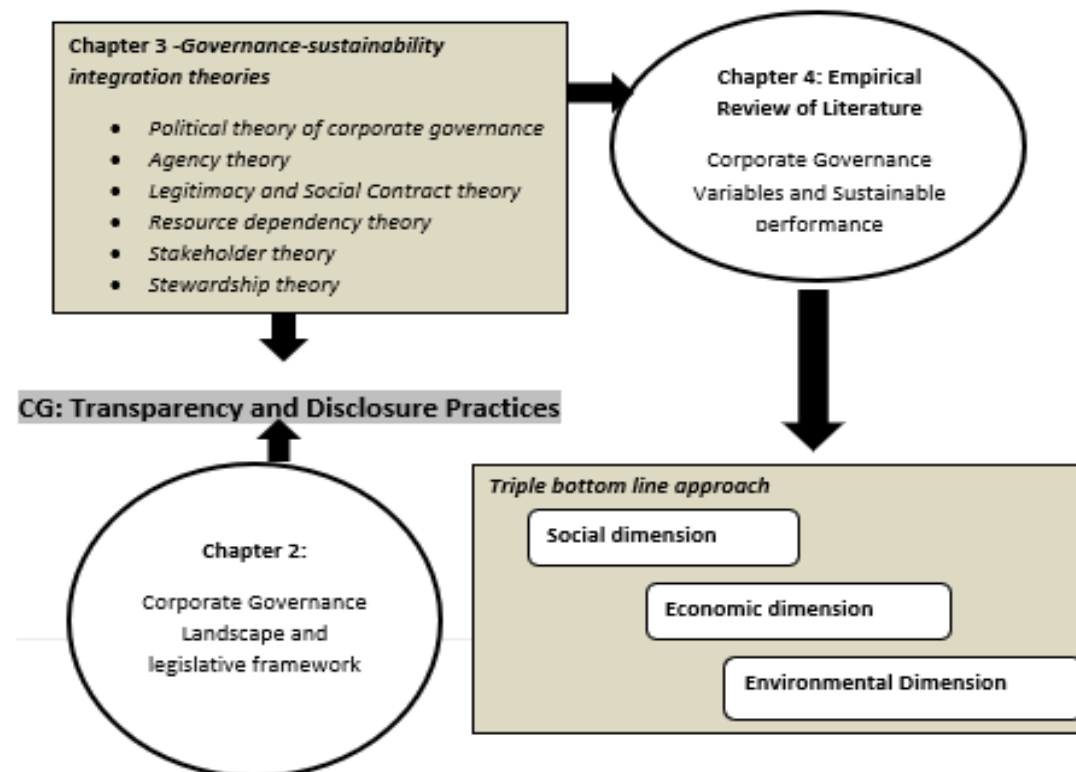 Chapter 3 -Governance-sustainability
integration theories
• Political theory of corporate governance
• Agency theory
• Legitimacy and Social Contract theory
• Resource dependency theory
• Stakeholder theory
• Stewardship theory
Chapter 4: Empirical
Review of Literature
Corporate Governance
Variables and Sustainable
performance
CG: Transparency and Disclosure Practices
Chapter 2:
Corporate Governance
Landscape and
legislative framework
Triple bottom line approach
Social dimension
Economic dimension
Environmental Dimension